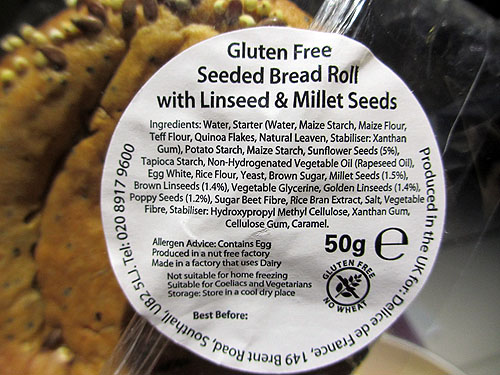 Gluten Free
Seeded Bread Roll
with Linseed & Millet Seeds
Ingredients: Water, Starter (Water, Maize Starch, Maize Flour,
Teff Flour, Quinoa Flakes, Natural Leaven, Stabiliser: Xanthan
Gum), Potato Starch, Maize Starch, Sunflower Seeds (5%),
Tapioca Starch, Non-Hydrogenated Vegetable Oil (Rapeseed Oil),
Egg White, Rice Flour, Yeast, Brown Sugar, Millet Seeds (1.5%),
Brown Linseeds (1.4%), Vegetable Glycerine, Golden Linseeds (1.4%),
Poppy Seeds (1.2%), Sugar Beet Fibre, Rice Bran Extract, Salt, Vegetable
Fibre, Stabiliser: Hydroxypropyl Methyl Cellulose, Xanthan Gum,
Cellulose Gum, Caramel.
Allergen Advice: Contains Egg
Produced in a nut free factory
Made in a factory that uses Dairy
50g e
Not suitable for home freezing
Suitable for Coeliacs and Vegetarians
Storage: Store in a cool dry place
GLUTEN FREE
NO WHEAT
Best Before:
Produced in the UK for: Delice de France, 149 Brent Road, Southall, UB2 5LJ. Tel: 020 8917 9600